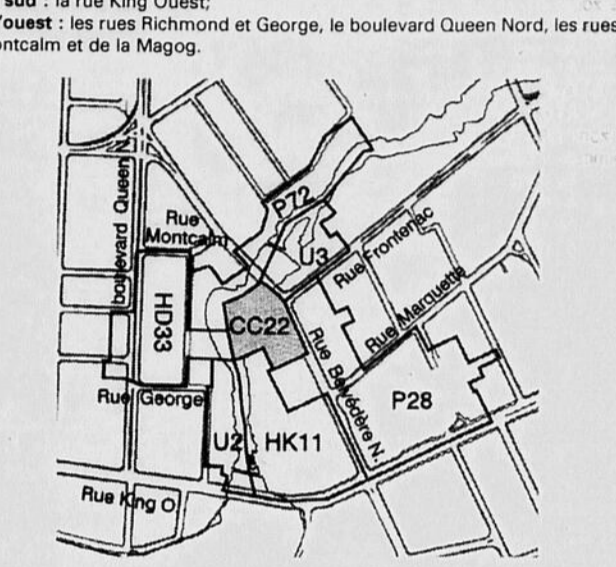 sud : la rue King Ouest;
'ouest : les rues Richmond et George, le boulevard Queen Nord, les rues
ontcalm et de la Magog.
boulevard Queen N.
Rue
Montcalm
P72
U3
Rue Frontenac
HD33
CC22
Rue Marquette
Rue Belvédère N.
Rue George
P28
U2
HK11
Rue King O.